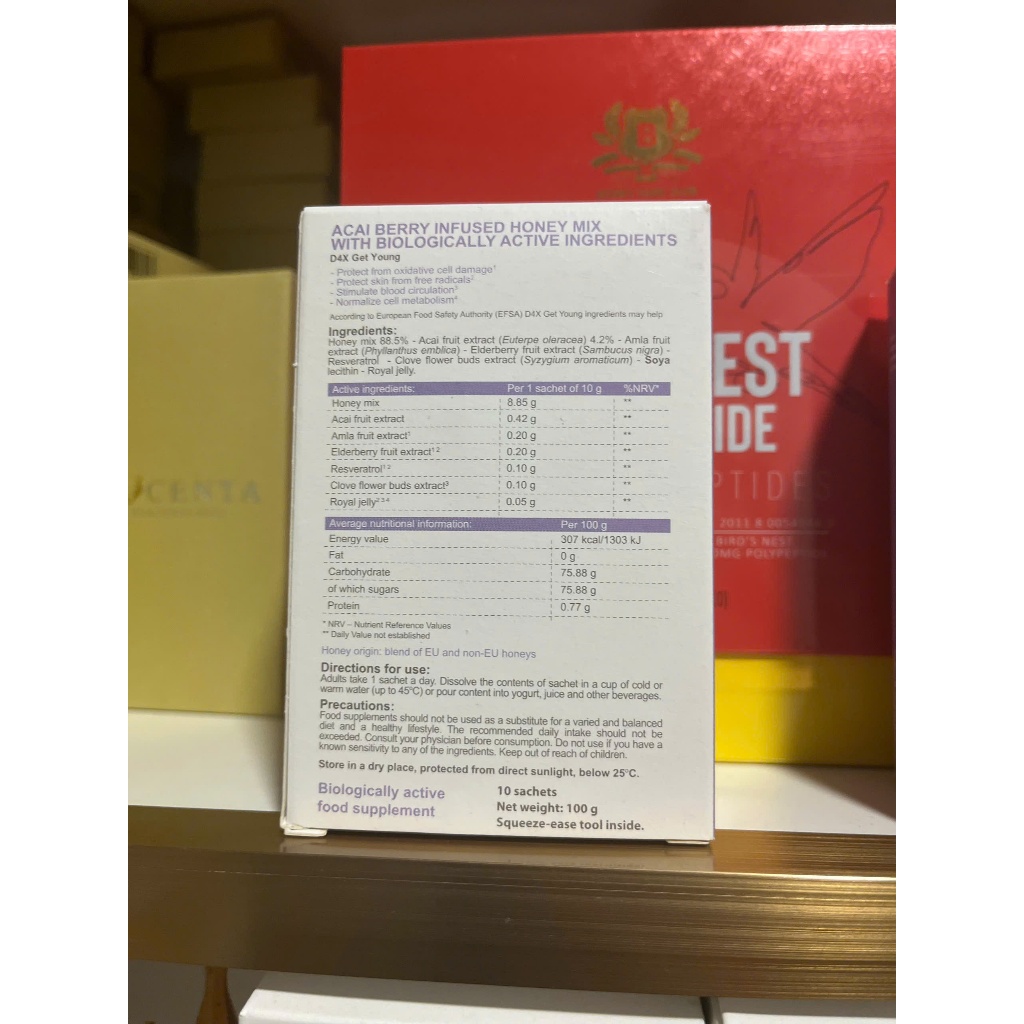 ACAI BERRY INFUSED HONEY MIX
WITH BIOLOGICALLY ACTIVE INGREDIENTS
D4X Get Young
- Protect from oxidative cell damage¹
- Protect skin from free radicals²
- Stimulate blood circulation³
- Normalize cell metabolism⁴
According to European Food Safety Authority (EFSA) D4X Get Young ingredients may help
Ingredients:
Honey mix 88.5% - Acai fruit extract (Euterpe oleracea) 4.2% - Amla fruit
extract (Phyllanthus emblica) - Elderberry fruit extract (Sambucus nigra) -
Resveratrol - Clove flower buds extract (Syzygium aromaticum) - Soya
lecithin - Royal jelly.
Active ingredients: Per 1 sachet of 10 g %NRV*
Honey mix 8.85 g **
Acai fruit extract 0.42 g **
Amla fruit extract¹ 0.20 g **
Elderberry fruit extract¹ ² 0.20 g **
Resveratrol¹ ² 0.10 g **
Clove flower buds extract³ 0.10 g **
Royal jelly² ³ ⁴ 0.05 g **
Average nutritional information: Per 100 g
Energy value 307 kcal/1303 kJ
Fat 0 g
Carbohydrate 75.88 g
of which sugars 75.88 g
Protein 0.77 g
* NRV – Nutrient Reference Values
** Daily Value not established
Honey origin: blend of EU and non-EU honeys
Directions for use:
Adults take 1 sachet a day. Dissolve the contents of sachet in a cup of cold or
warm water (up to 45°C) or pour content into yogurt, juice and other beverages.
Precautions:
Food supplements should not be used as a substitute for a varied and balanced
diet and a healthy lifestyle. The recommended daily intake should not be
exceeded. Consult your physician before consumption. Do not use if you have a
known sensitivity to any of the ingredients. Keep out of reach of children.
Store in a dry place, protected from direct sunlight, below 25°C.
Biologically active
food supplement
10 sachets
Net weight: 100 g
Squeeze-ease tool inside.
EST
IDE
PTIDES
BIRD'S NEST
CENTA